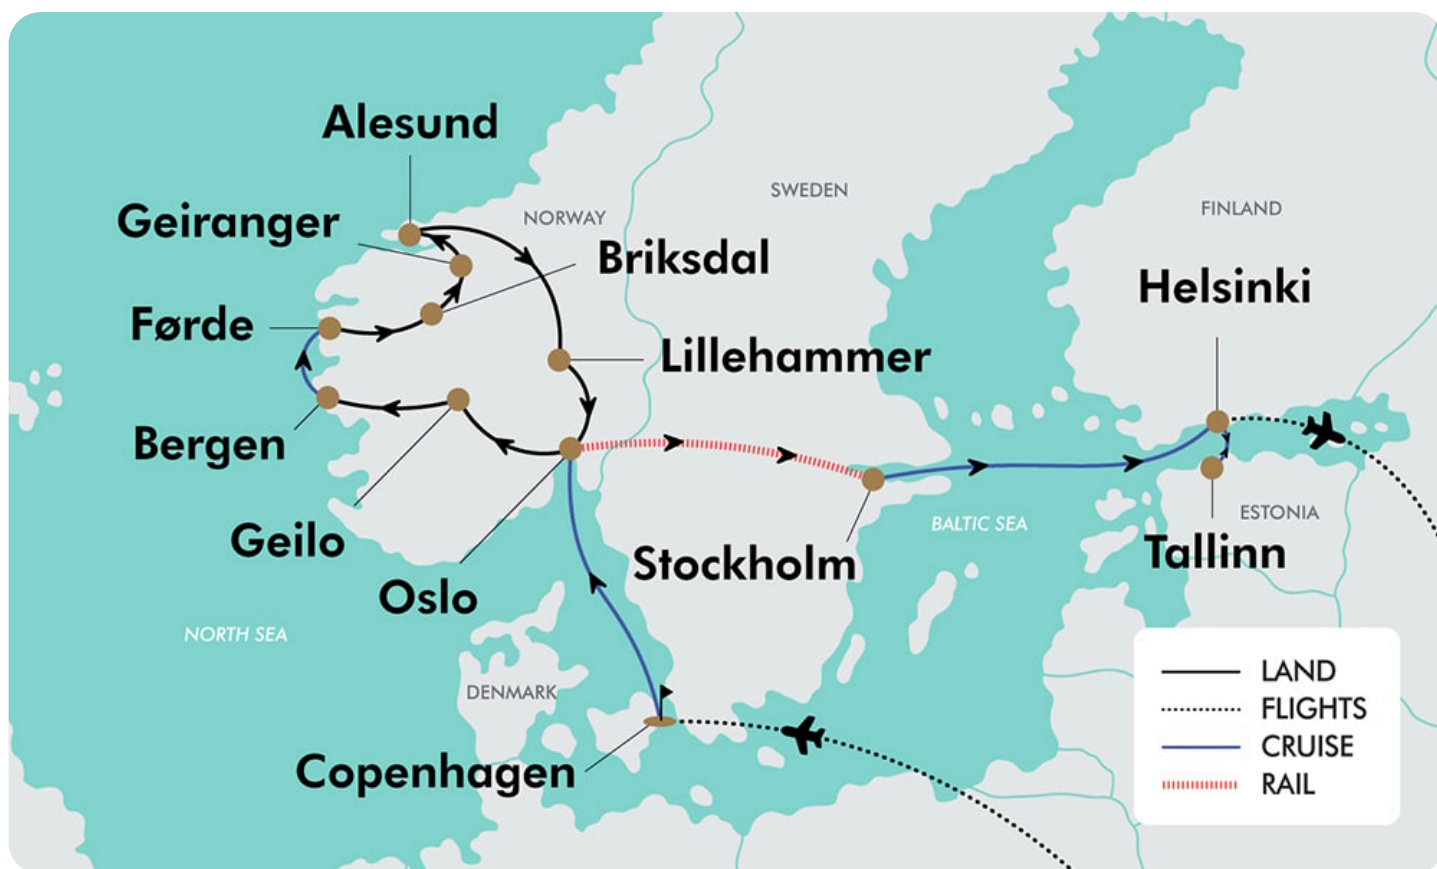 Alesund
SWEDEN
Geiranger
NORWAY
FINLAND
Briksdal
Helsinki
Førde
Lillehammer
Bergen
Geilo
BALTIC SEA
ESTONIA
Stockholm
Tallinn
Oslo
NORTH SEA
DENMARK
Copenhagen
LAND
FLIGHTS
CRUISE
RAIL